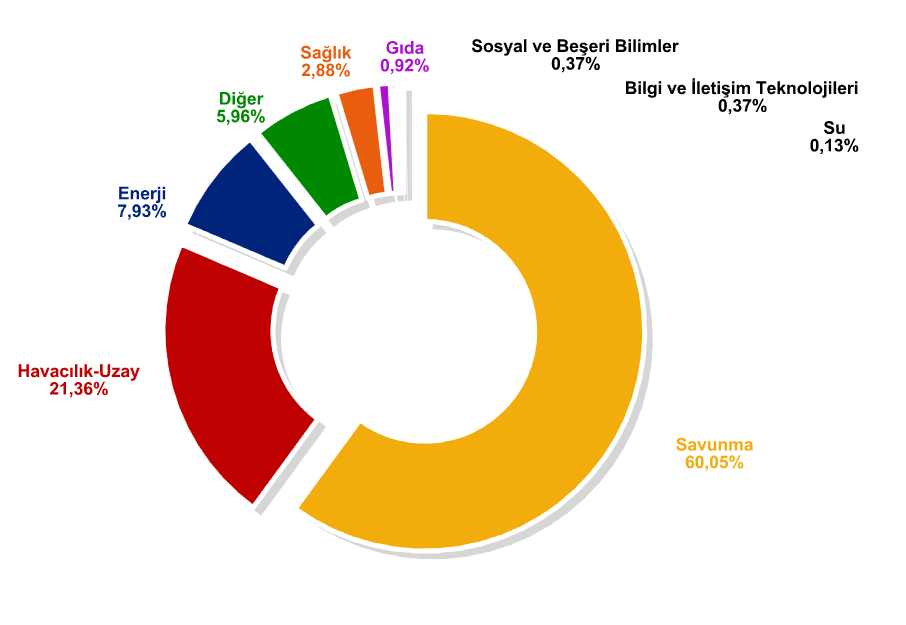 Sosyal ve Beşeri Bilimler
0,37%
Gıda
0,92%
Sağlık
2,88%
Bilgi ve İletişim Teknolojileri
0,37%
Diğer
5,96%
Su
0,13%
Enerji
7,93%
Havacılık-Uzay
21,36%
Savunma
60,05%